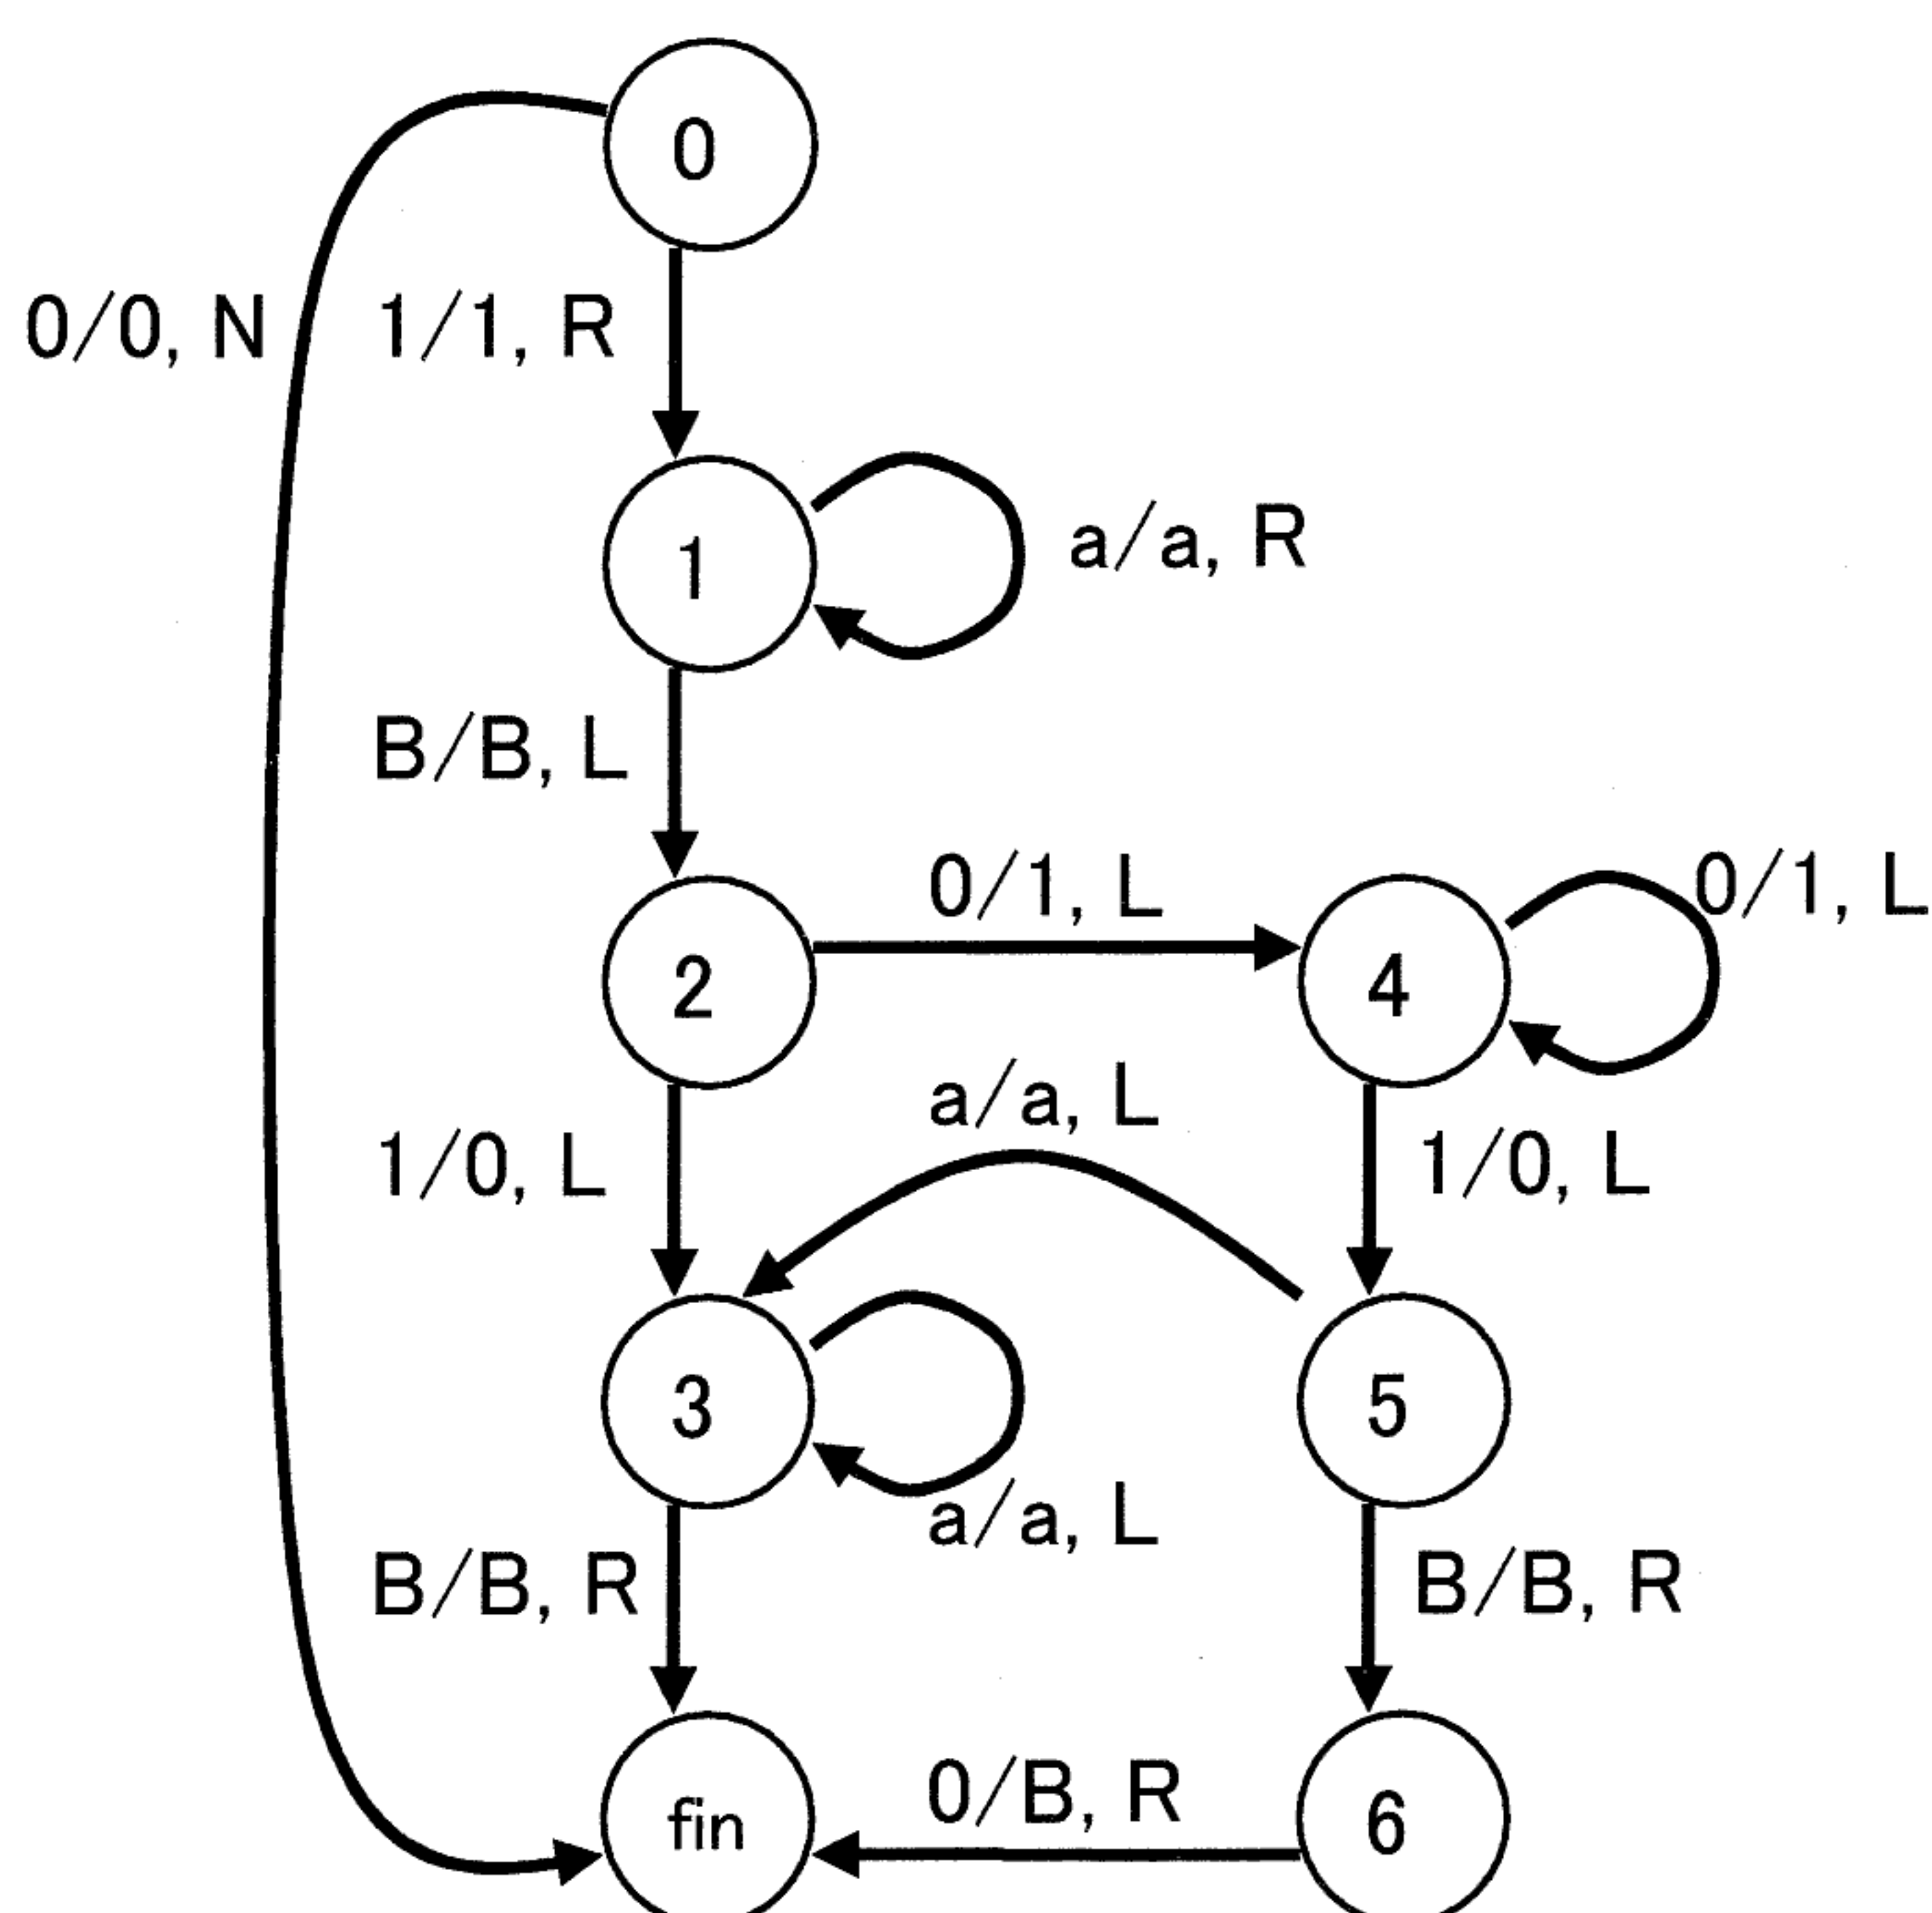 0
0/0, N 1/1, R
1
a/a, R
B/B, L
0/1, L
0/1, L
2
4
a/a, L
1/0, L
1/0, L
3
5
a/a, L
B/B, R
B/B, R
0/B, R
fin
6